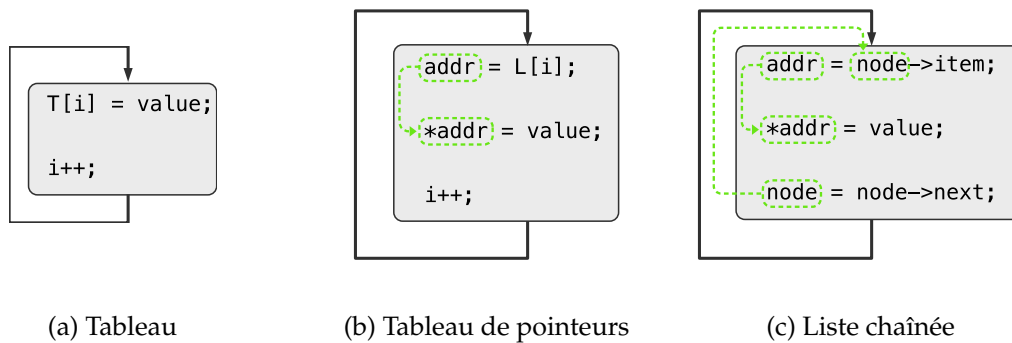 T[i] = value;
i++;
addr = L[i];
*addr = value;
i++;
addr = node->item;
*addr = value;
node = node->next;
(a) Tableau
(b) Tableau de pointeurs
(c) Liste chaînée